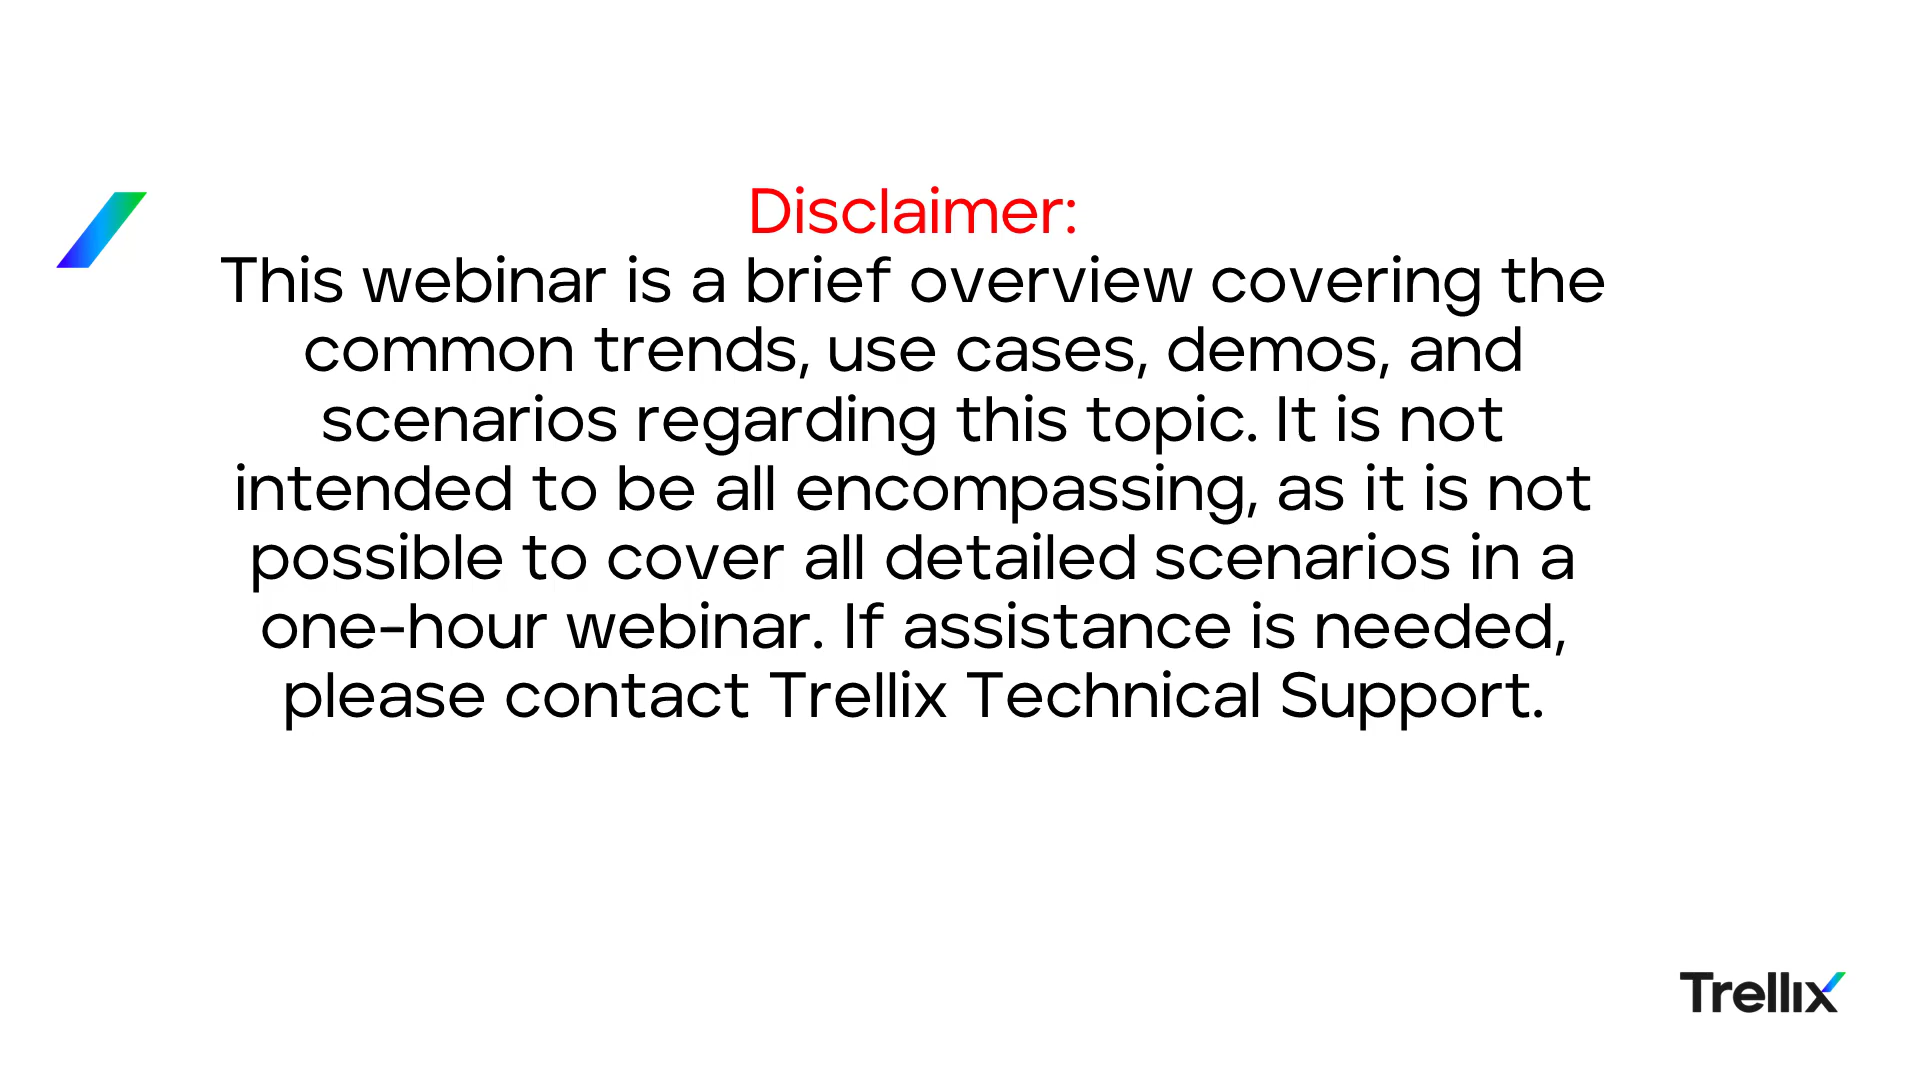 Disclaimer:
This webinar is a brief overview covering the
common trends, use cases, demos, and
scenarios regarding this topic. It is not
intended to be all encompassing, as it is not
possible to cover all detailed scenarios in a
one-hour webinar. If assistance is needed,
please contact Trellix Technical Support.
Trellix